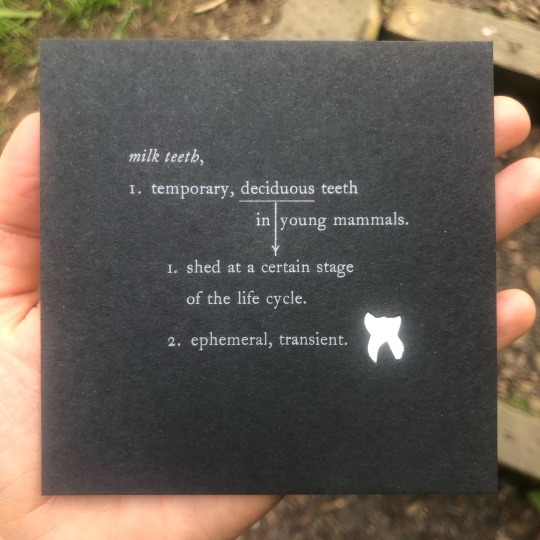 milk teeth,
1. temporary, deciduous teeth
in young mammals.
1. shed at a certain stage
of the life cycle.
2. ephemeral, transient.